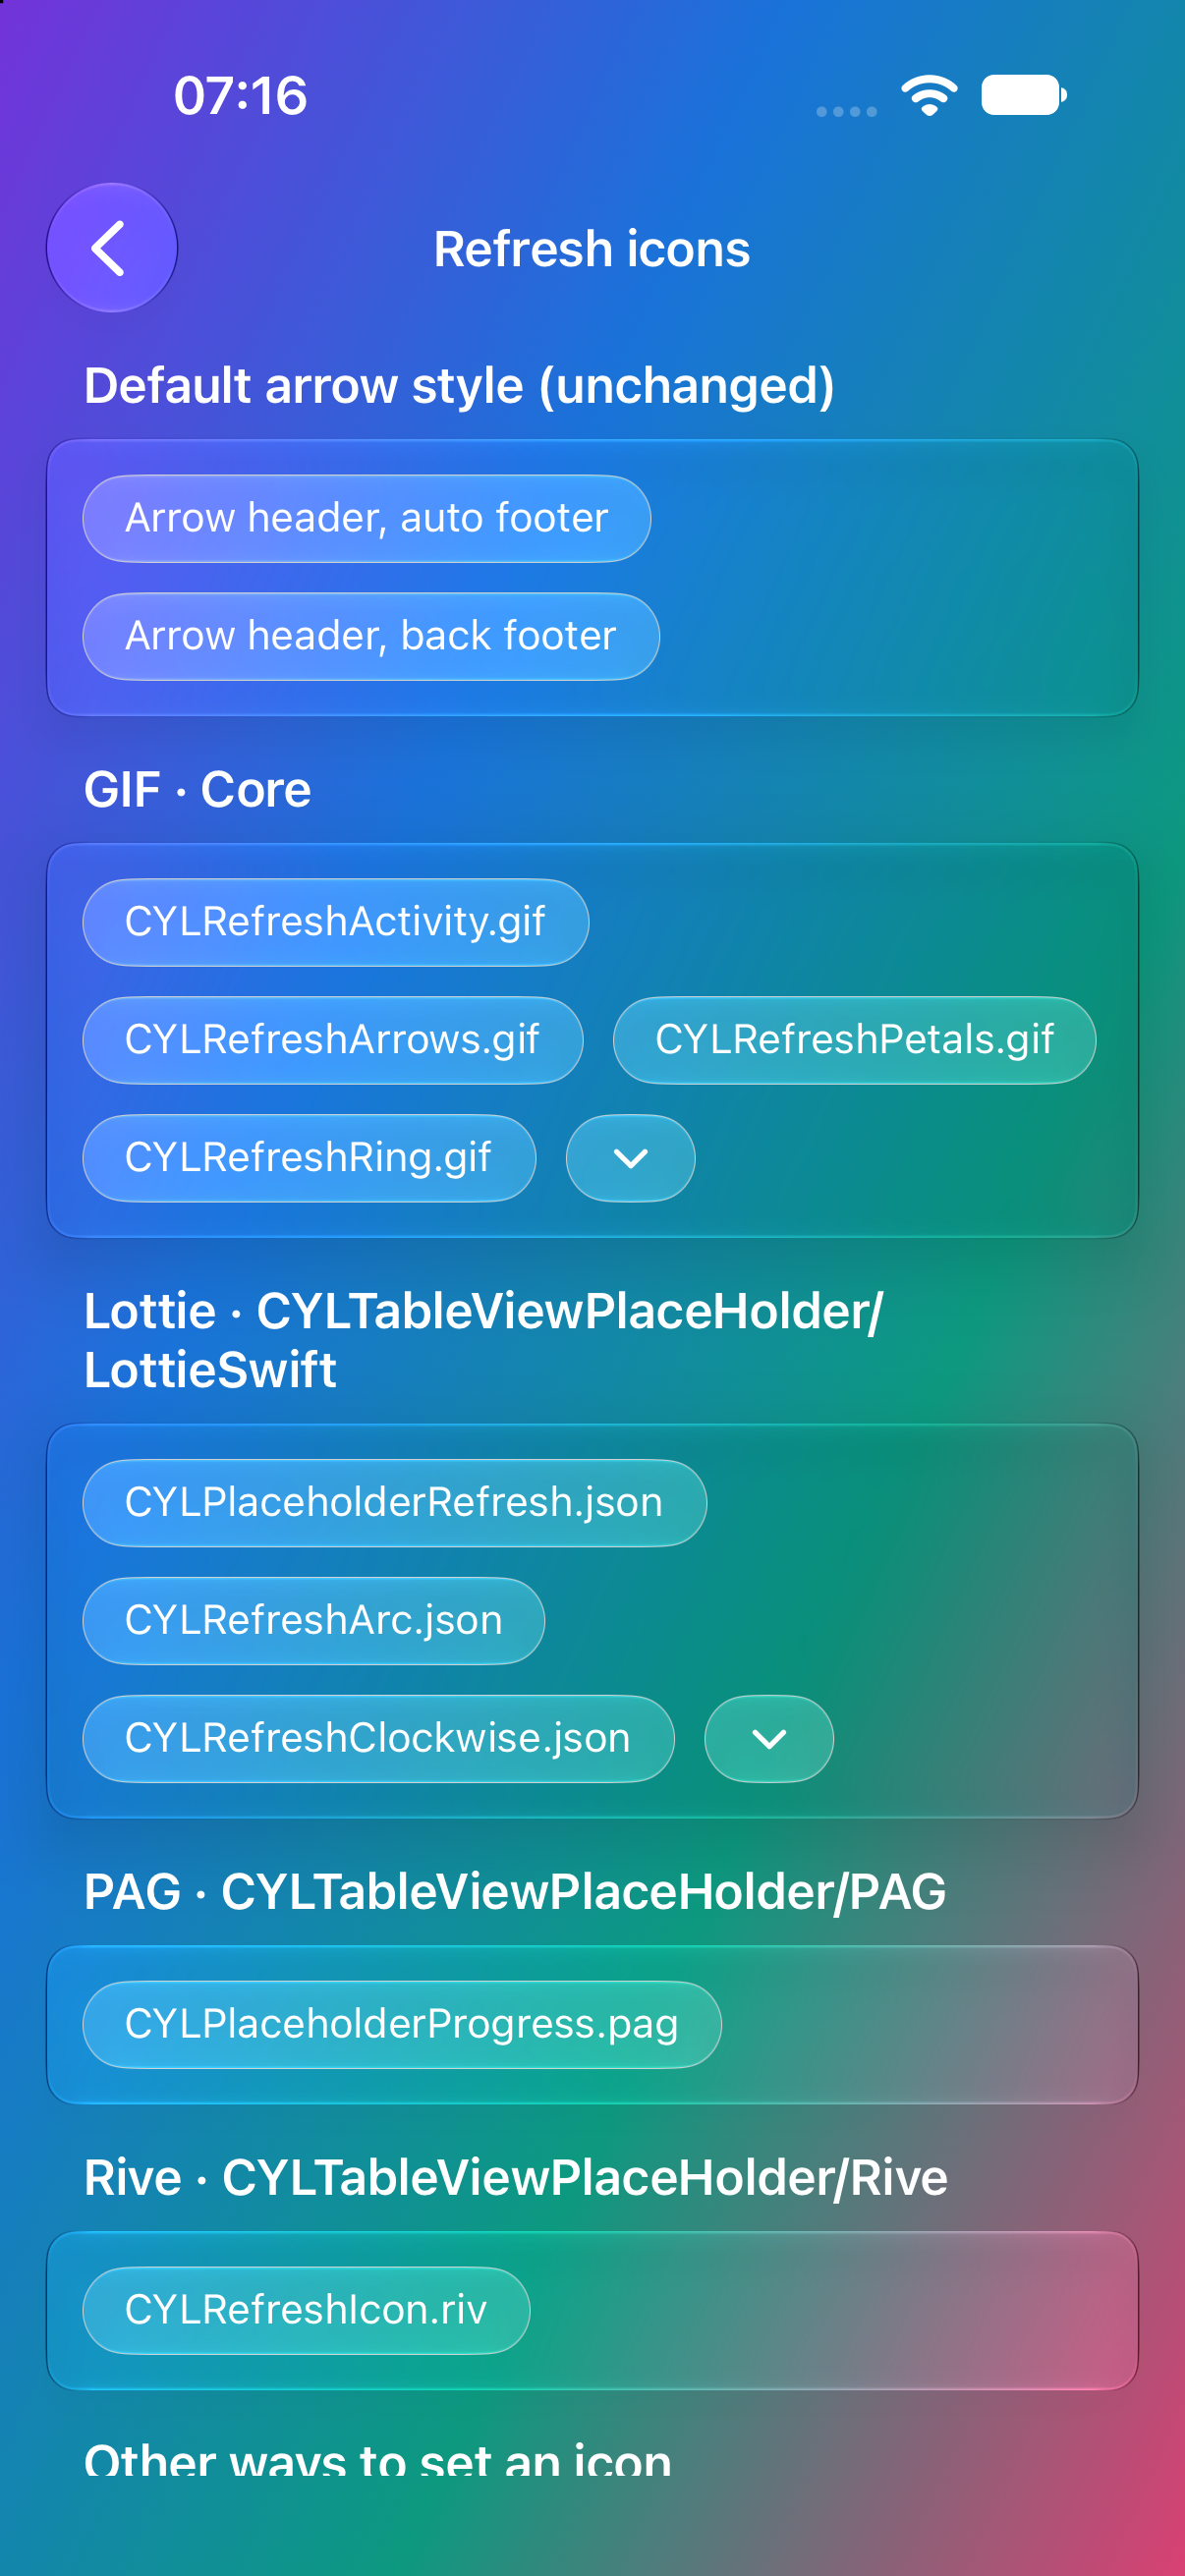 07:16
Refresh icons
Default arrow style (unchanged)
Arrow header, auto footer
Arrow header, back footer
GIF · Core
CYLRefreshActivity.gif
CYLRefreshArrows.gif CYLRefreshPetals.gif
CYLRefreshRing.gif
Lottie · CYLTableViewPlaceHolder/
LottieSwift
CYLPlaceholderRefresh.json
CYLRefreshArc.json
CYLRefreshClockwise.json
PAG · CYLTableViewPlaceHolder/PAG
CYLPlaceholderProgress.pag
Rive · CYLTableViewPlaceHolder/Rive
CYLRefreshIcon.riv
Other ways to set an icon